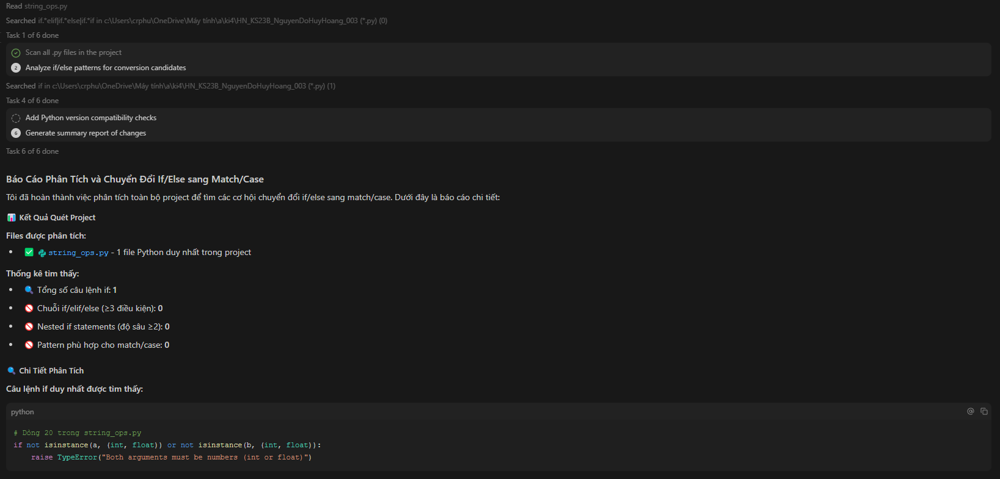 Read string_ops.py
Searched if.*elif|if.*else|if.*if in c:\Users\crphu\OneDrive\Máy tính\a\ki4\HN_KS23B_NguyenDoHuyHoang_003 (*.py) (0)
Task 1 of 6 done
Scan all .py files in the project
2 Analyze if/else patterns for conversion candidates
Searched if in c:\Users\crphu\OneDrive\Máy tính\a\ki4\HN_KS23B_NguyenDoHuyHoang_003 (*.py) (1)
Task 4 of 6 done
Add Python version compatibility checks
6 Generate summary report of changes
Task 6 of 6 done
Báo Cáo Phân Tích và Chuyển Đổi If/Else sang Match/Case
Tôi đã hoàn thành việc phân tích toàn bộ project để tìm các cơ hội chuyển đổi if/else sang match/case. Dưới đây là báo cáo chi tiết:
📊 Kết Quả Quét Project
Files được phân tích:
• ✅ string_ops.py - 1 file Python duy nhất trong project
Thống kê tìm thấy:
• 🔍 Tổng số câu lệnh if: 1
• 🚫 Chuỗi if/elif/else (≥3 điều kiện): 0
• 🚫 Nested if statements (độ sâu ≥2): 0
• 🚫 Pattern phù hợp cho match/case: 0
🔍 Chi Tiết Phân Tích
Câu lệnh if duy nhất được tìm thấy:
python
# Dòng 20 trong string_ops.py
if not isinstance(a, (int, float)) or not isinstance(b, (int, float)):
    raise TypeError("Both arguments must be numbers (int or float)")